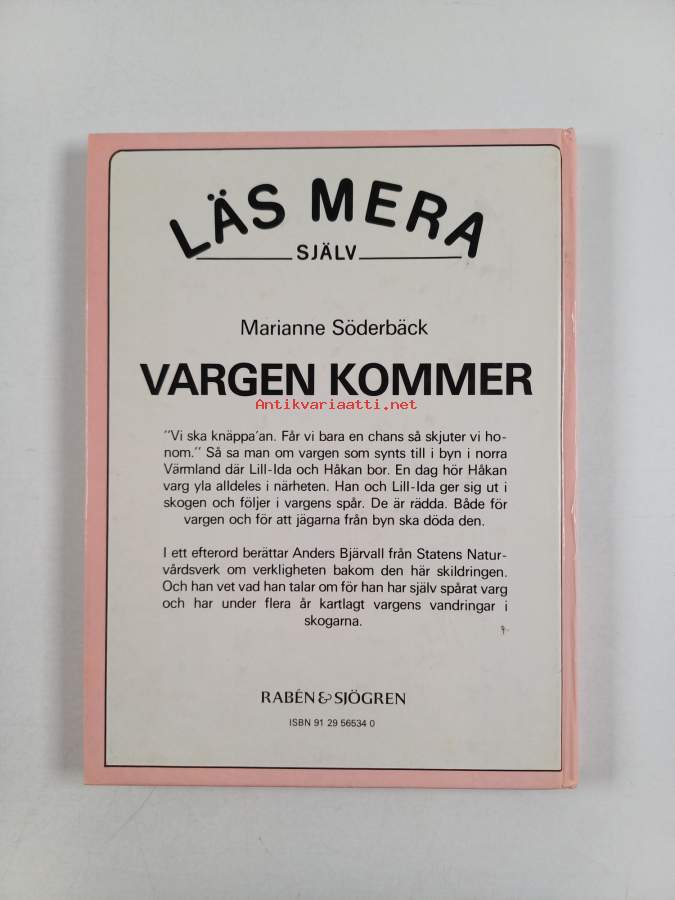 LÄS MERA
SJÄLV
Marianne Söderbäck
VARGEN KOMMER
Antikvariaatti.net
"Vi ska knäppa'an. Får vi bara en chans så skjuter vi ho-
nom." Så sa man om vargen som synts till i byn i norra
Värmland där Lill-Ida och Håkan bor. En dag hör Håkan
varg yla alldeles i närheten. Han och Lill-Ida ger sig ut i
skogen och följer i vargens spår. De är rädda. Både för
vargen och för att jägarna från byn ska döda den.
I ett efterord berättar Anders Bjärvall från Statens Natur-
vårdsverk om verkligheten bakom den här skildringen.
Och han vet vad han talar om för han har själv spårat varg
och har under flera år kartlagt vargens vandringar i
skogarna.
RABÉN & SJÖGREN
ISBN 91 29 56534 0